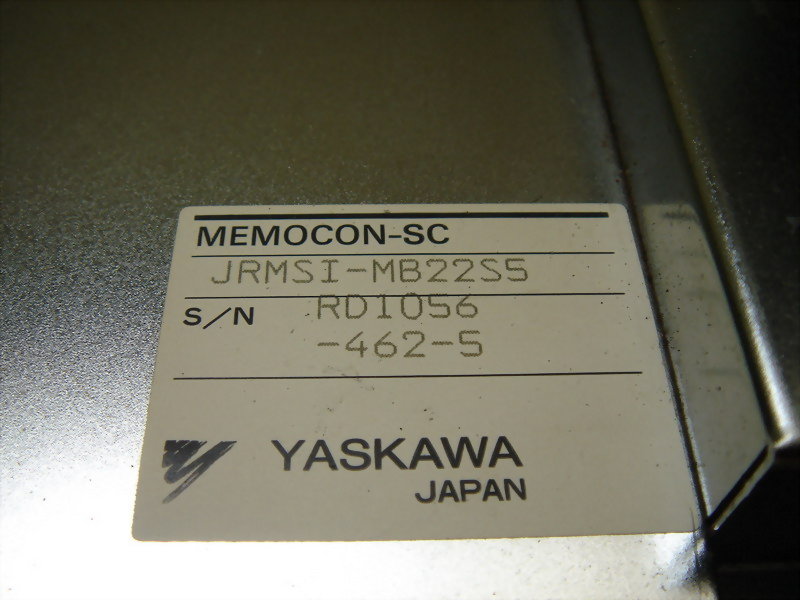 MEMOCON-SC
JRMSI-MB22S5
S/N RD1056
-462-5
YASKAWA
JAPAN